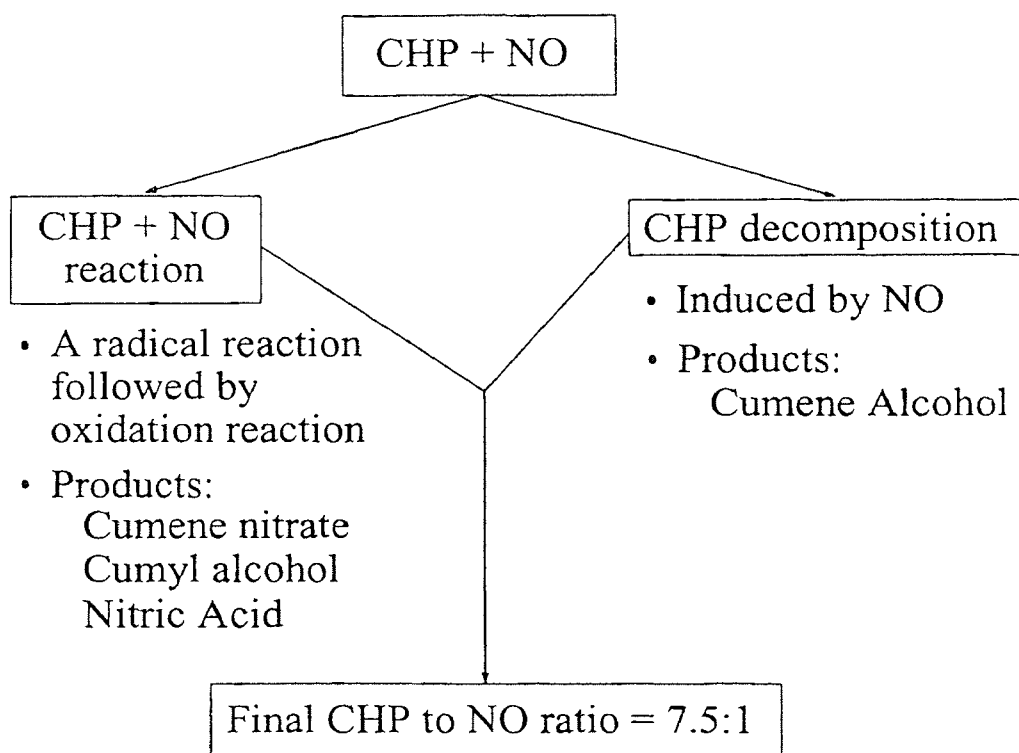 CHP + NO
CHP + NO
reaction
• A radical reaction
followed by
oxidation reaction
• Products:
Cumene nitrate
Cumyl alcohol
Nitric Acid
CHP decomposition
• Induced by NO
• Products:
Cumene Alcohol
Final CHP to NO ratio = 7.5:1